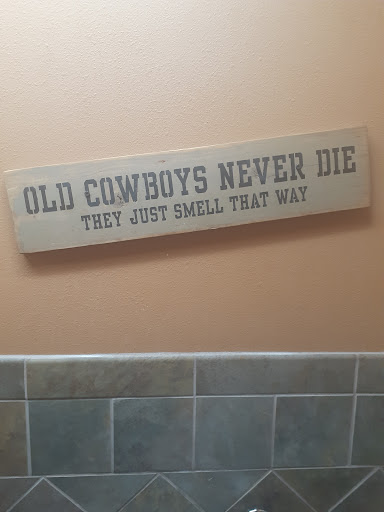 OLD COWBOYS NEVER DIE
THEY JUST SMELL THAT WAY